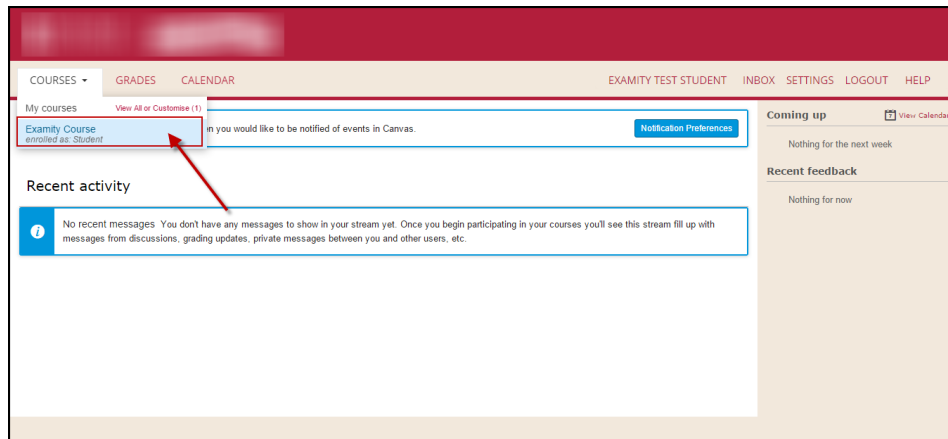 COURSES GRADES CALENDAR EXAMITY TEST STUDENT INBOX SETTINGS LOGOUT HELP
My courses View All or Customise (1)
Examity Course
enrolled as: Student
you would like to be notified of events in Canvas.
Notification Preferences
Coming up 7 View Calendar
Nothing for the next week
Recent feedback
Nothing for now
Recent activity
i No recent messages You don't have any messages to show in your stream yet. Once you begin participating in your courses you'll see this stream fill up with
messages from discussions, grading updates, private messages between you and other users, etc.